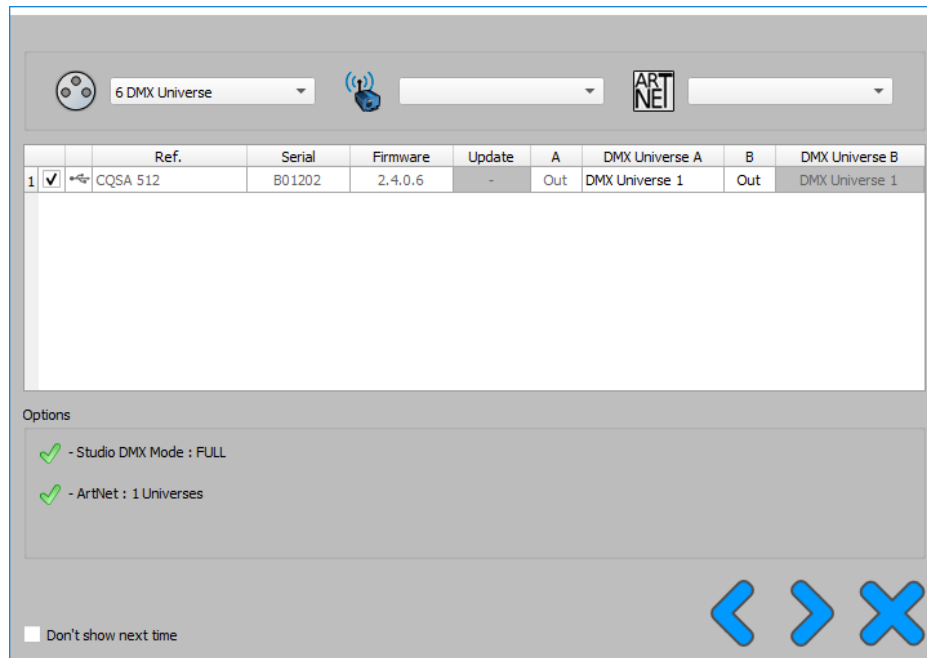 6 DMX Universe
ART NET
Ref. Serial Firmware Update A DMX Universe A B DMX Universe B
1 CQSA 512 B01202 2.4.0.6 - Out DMX Universe 1 Out DMX Universe 1
Options
- Studio DMX Mode : FULL
- ArtNet : 1 Universes
Don't show next time